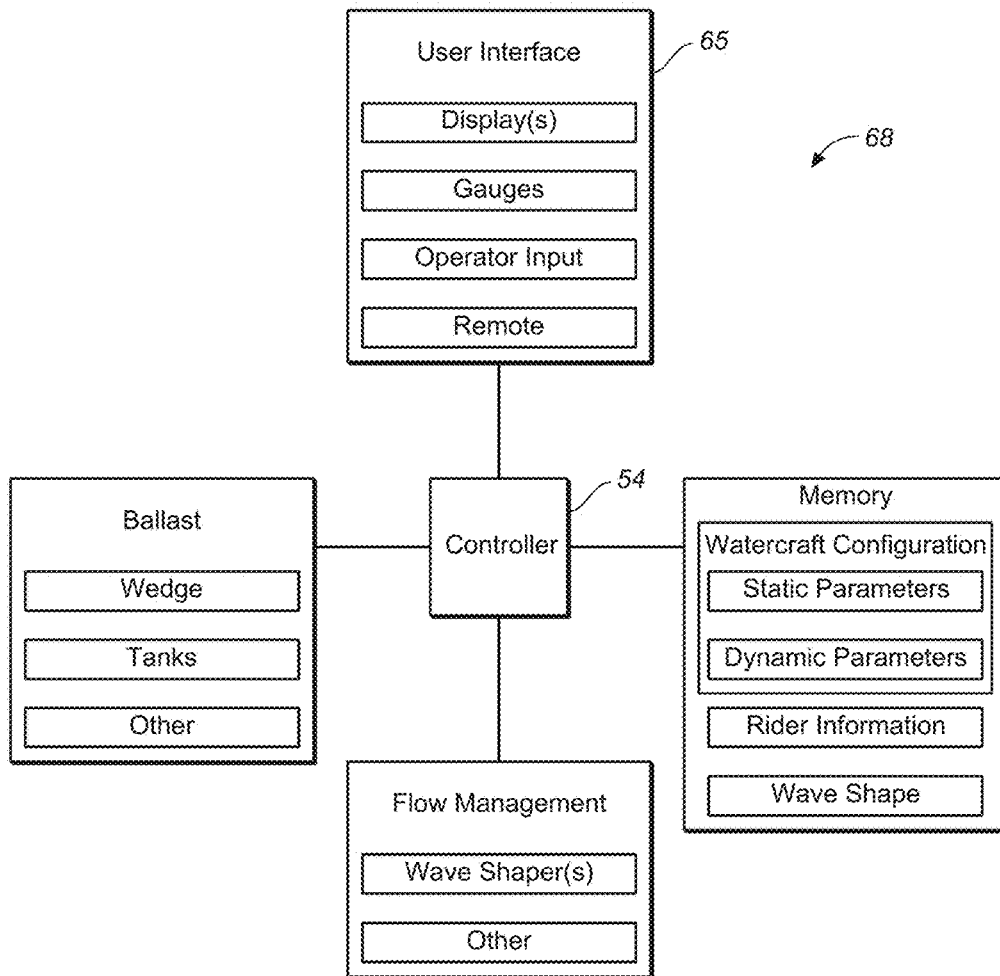 User Interface
65
Display(s)
68
Gauges
Operator Input
Remote
54
Ballast
Wedge
Tanks
Other
Controller
Memory
Watercraft Configuration
Static Parameters
Dynamic Parameters
Rider Information
Wave Shape
Flow Management
Wave Shaper(s)
Other